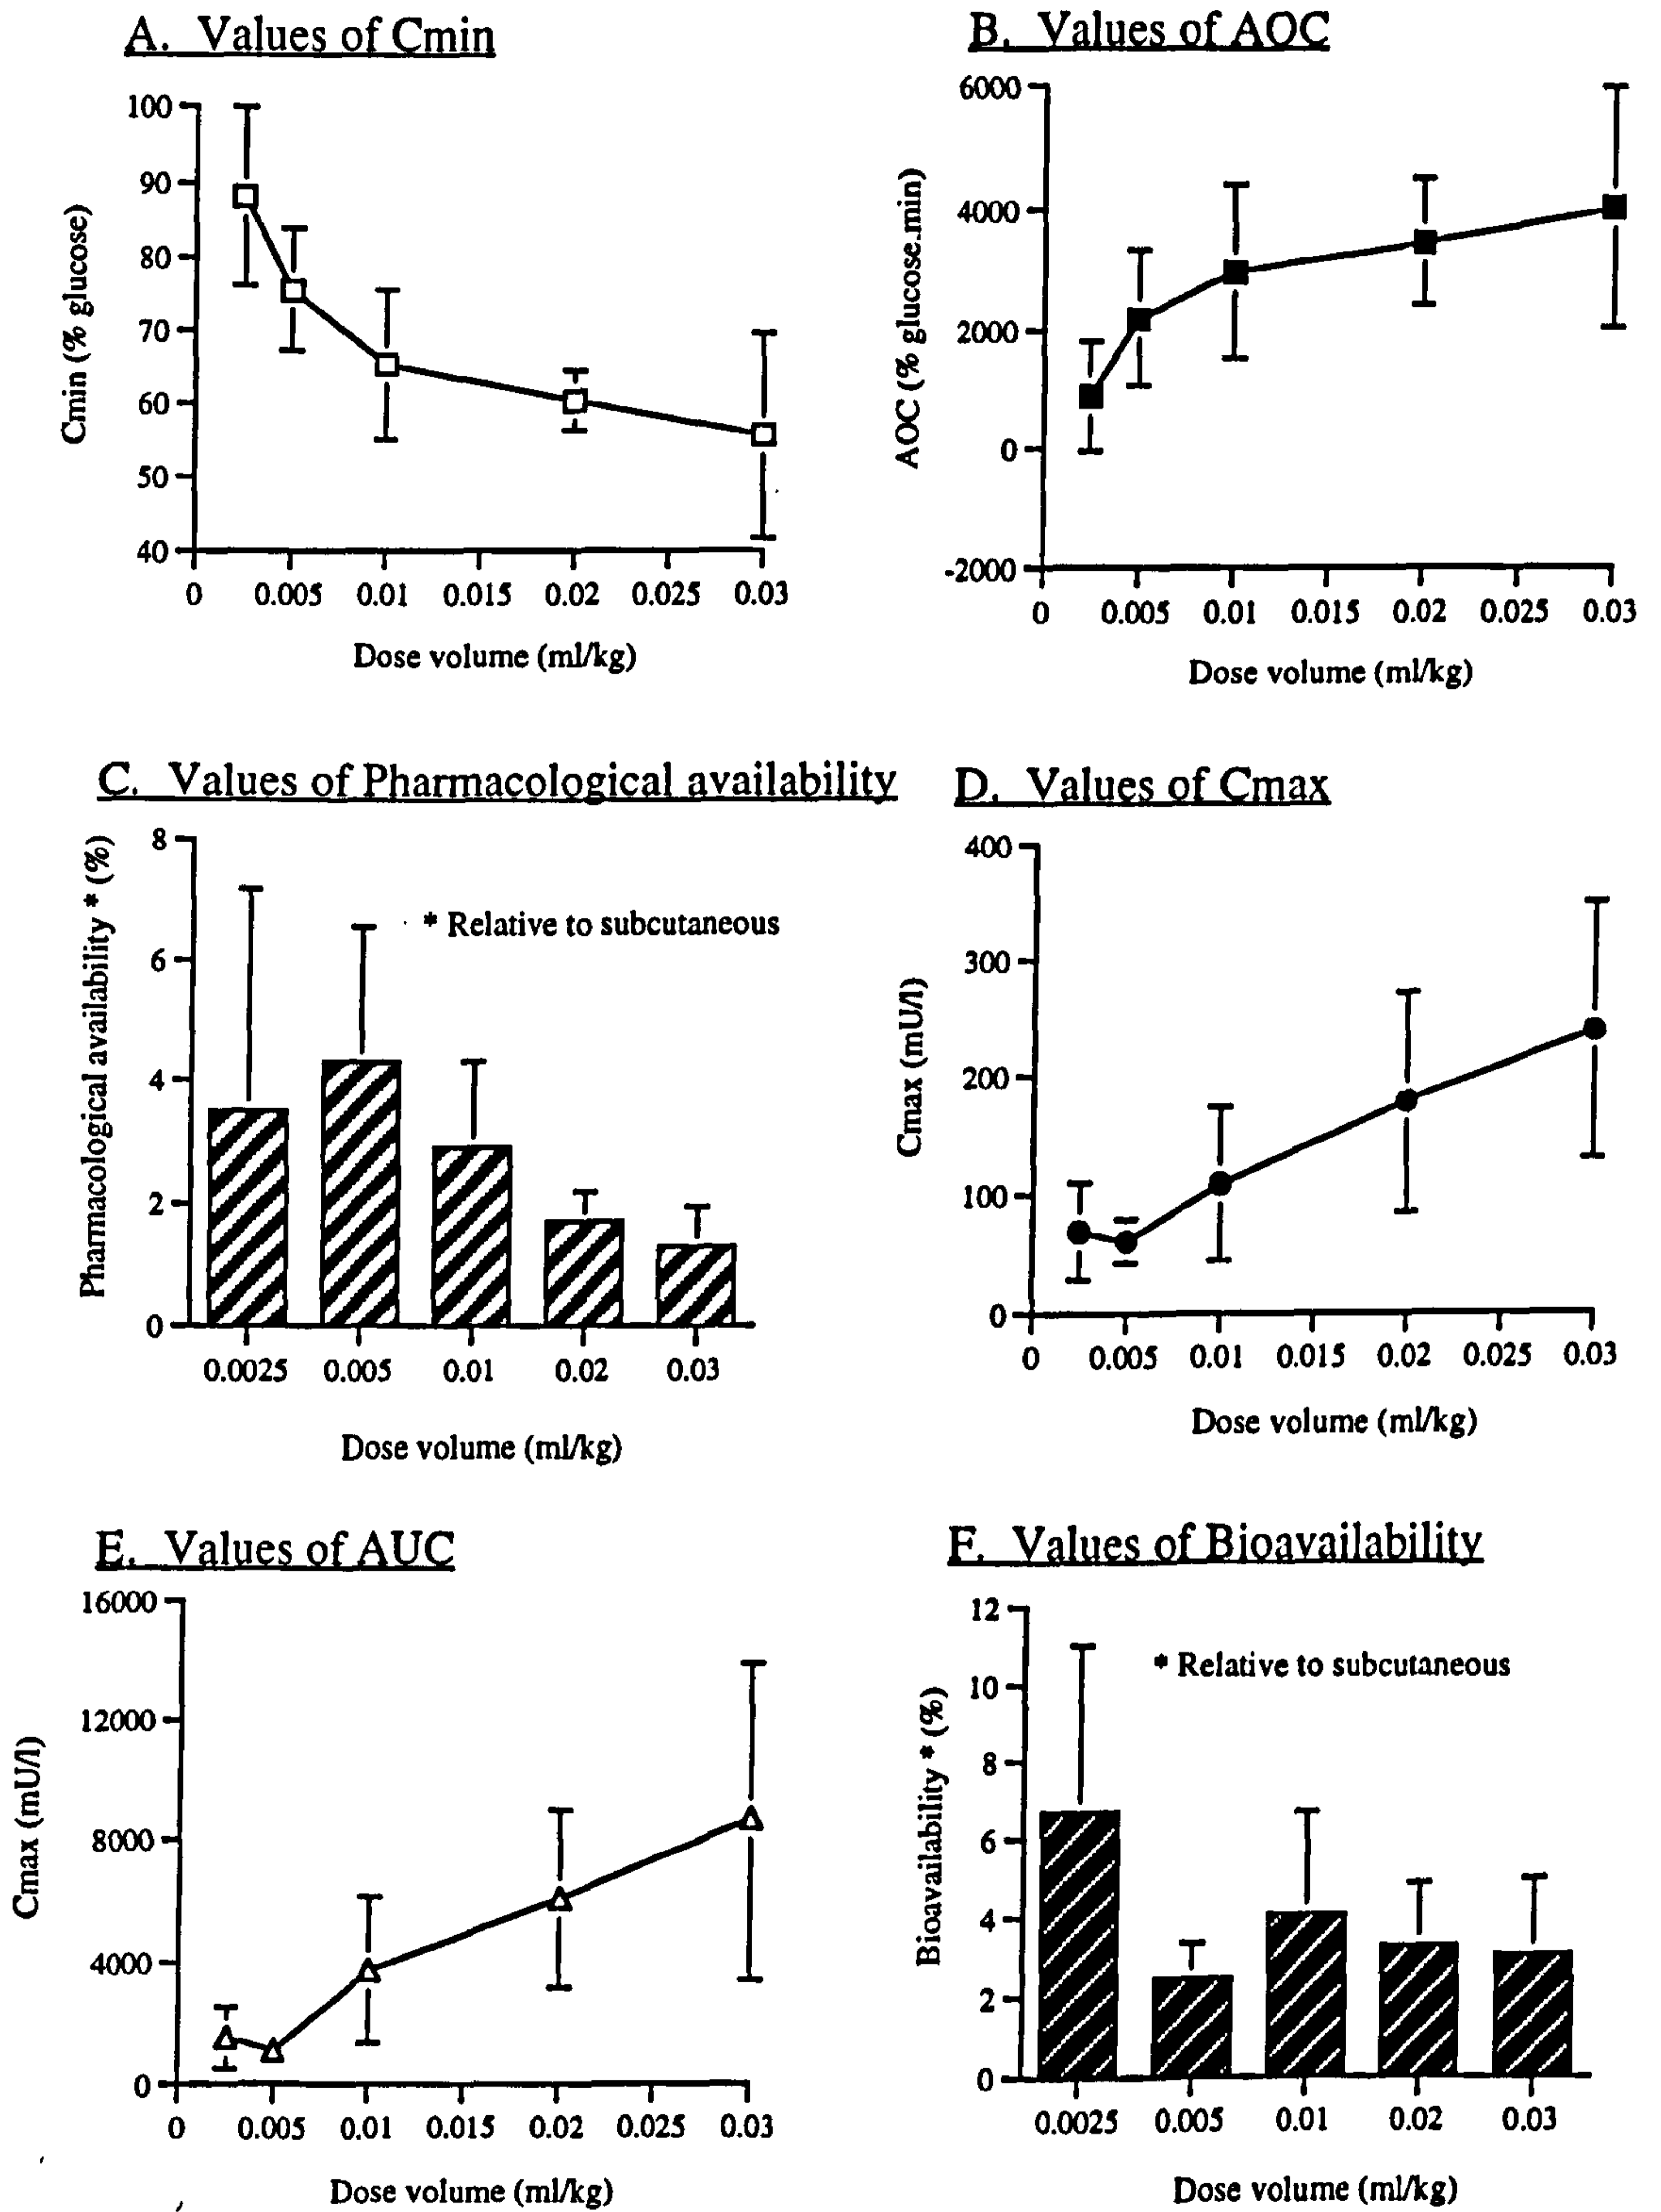 A. Values of Cmin
100
90
80
70
60
50
40
Cmin (% glucose)
0 0.005 0.01 0.015 0.02 0.025 0.03
Dose volume (ml/kg)
B. Values of AOC
6000
4000
2000
0
-2000
AOC (% glucose.min)
0 0.005 0.01 0.015 0.02 0.025 0.03
Dose volume (ml/kg)
C. Values of Pharmacological availability
8
6
4
2
0
Pharmacological availability * (%)
* Relative to subcutaneous
0.0025 0.005 0.01 0.02 0.03
Dose volume (ml/kg)
D. Values of Cmax
400
300
200
100
0
Cmax (mU/l)
0 0.005 0.01 0.015 0.02 0.025 0.03
Dose volume (ml/kg)
E. Values of AUC
16000
12000
8000
4000
0
Cmax (mU/l)
0 0.005 0.01 0.015 0.02 0.025 0.03
Dose volume (ml/kg)
F. Values of Bioavailability
12
10
8
6
4
2
0
Bioavailability * (%)
* Relative to subcutaneous
0.0025 0.005 0.01 0.02 0.03
Dose volume (ml/kg)